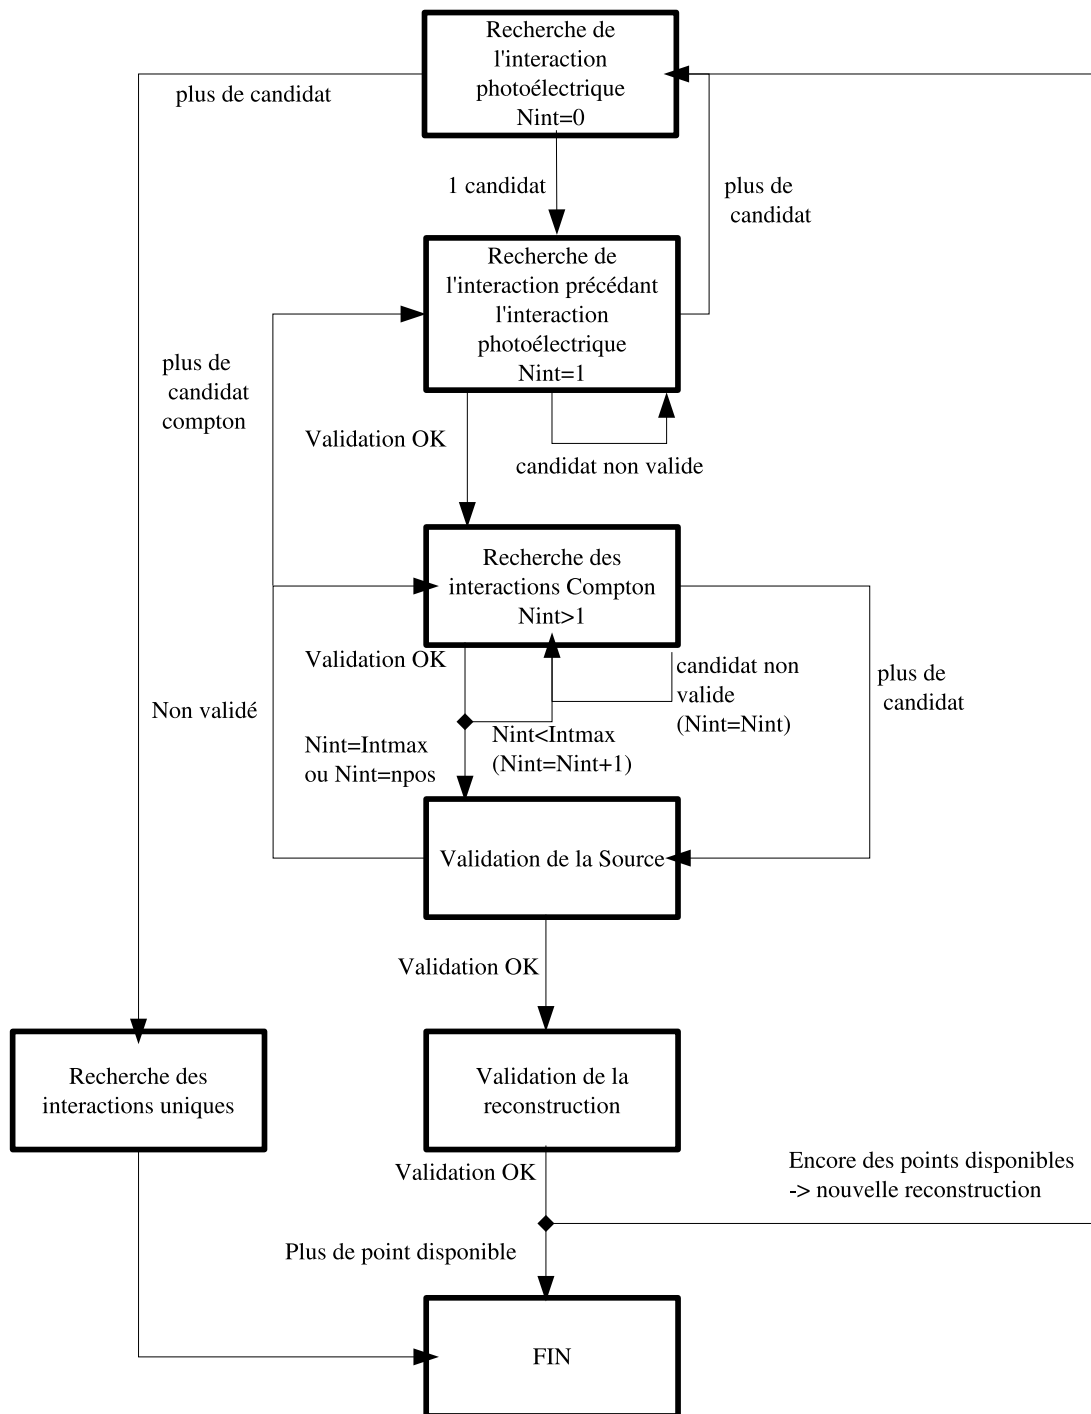 Recherche de
l'interaction
photoélectrique
Nint=0
plus de candidat
1 candidat
plus de
candidat
Recherche de
l'interaction précédant
l'interaction
photoélectrique
Nint=1
plus de
candidat
compton
Validation OK
candidat non valide
Recherche des
interactions Compton
Nint>1
Validation OK
candidat non
valide
(Nint=Nint)
plus de
candidat
Non validé
Nint=Intmax
ou Nint=npos
Nint<Intmax
(Nint=Nint+1)
Validation de la Source
Validation OK
Recherche des
interactions uniques
Validation de la
reconstruction
Validation OK
Encore des points disponibles
-> nouvelle reconstruction
Plus de point disponible
FIN